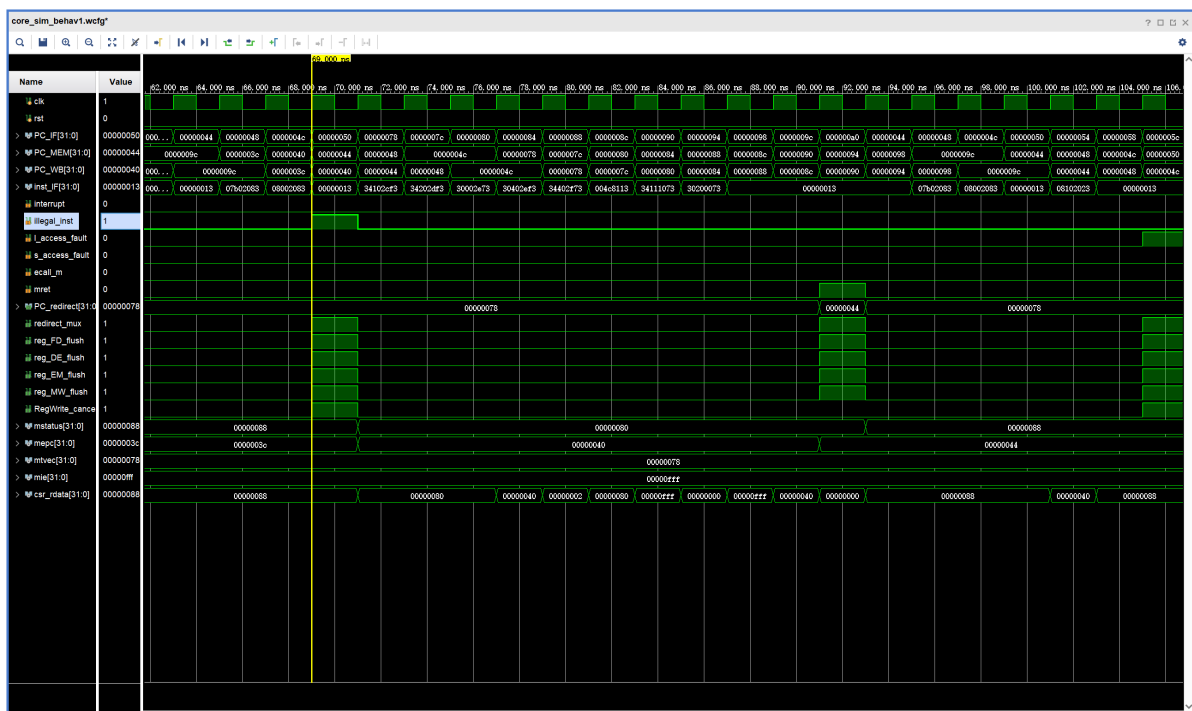 core_sim_behav1.wcfg*
69.000 ns
Name Value
62.000 ns 64.000 ns 66.000 ns 68.000 ns 70.000 ns 72.000 ns 74.000 ns 76.000 ns 78.000 ns 80.000 ns 82.000 ns 84.000 ns 86.000 ns 88.000 ns 90.000 ns 92.000 ns 94.000 ns 96.000 ns 98.000 ns 100.000 ns 102.000 ns 104.000 ns 106.
clk 1
rst 0
PC_IF[31:0] 00000050 000... 00000044 00000048 0000004c 00000050 00000078 0000007c 00000080 00000084 00000088 0000008c 00000090 00000094 00000098 0000009c 000000a0 00000044 00000048 0000004c 00000050 00000054 00000058 0000005c
PC_MEM[31:0] 00000044 0000009c 0000003c 00000040 00000044 00000048 0000004c 00000078 0000007c 00000080 00000084 00000088 0000008c 00000090 00000094 00000098 0000009c 00000044 00000048 0000004c 00000050
PC_WB[31:0] 00000040 000... 0000009c 0000003c 00000040 00000044 00000048 0000004c 00000078 0000007c 00000080 00000084 00000088 0000008c 00000090 00000094 00000098 0000009c 00000044 00000048 0000004c
inst_IF[31:0] 00000013 000... 00000013 07b02083 08002083 00000013 34102cf3 34202df3 30002e73 30402ef3 34402f73 004c8113 34111073 30200073 00000013 07b02083 08002083 00000013 08102023 00000013
interrupt 0
illegal_inst 1
l_access_fault 0
s_access_fault 0
ecall_m 0
mret 0
PC_redirect[31:0 00000078 00000078 00000044 00000078
redirect_mux 1
reg_FD_flush 1
reg_DE_flush 1
reg_EM_flush 1
reg_MW_flush 1
RegWrite_cance 1
mstatus[31:0] 00000088 00000088 00000080 00000088
mepc[31:0] 0000003c 0000003c 00000040 00000044
mtvec[31:0] 00000078 00000078
mie[31:0] 00000fff 00000fff
csr_rdata[31:0] 00000088 00000088 00000080 00000040 00000002 00000080 00000fff 00000000 00000fff 00000040 00000000 00000088 00000040 00000088